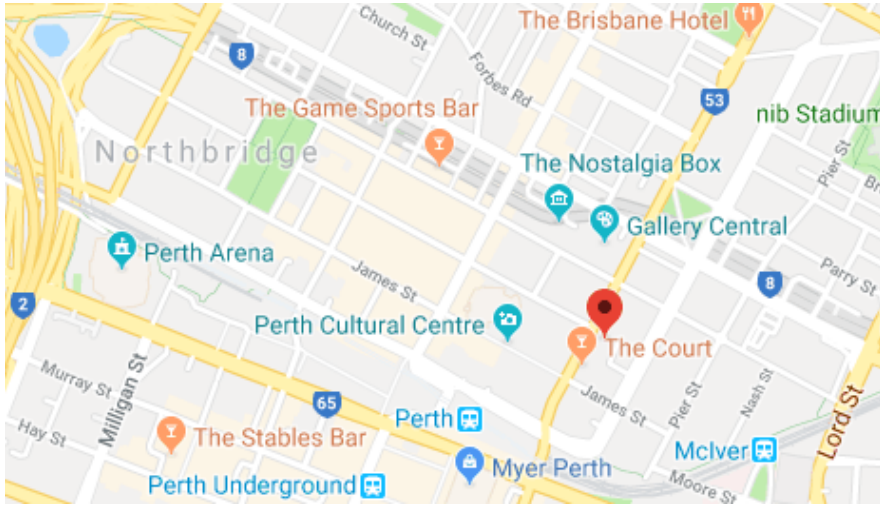 The Brisbane Hotel
Church St
8
Forbes Rd
53
The Game Sports Bar
nib Stadium
Northbridge
Pier St
The Nostalgia Box
Br
Gallery Central
Perth Arena
James St
Parry St
8
2
Perth Cultural Centre
The Court
Murray St
Milligan St
65
James St
Pier St
Nash St
Lord St
Hay St
Perth
The Stables Bar
McIver
Myer Perth
Perth Underground
Moore St